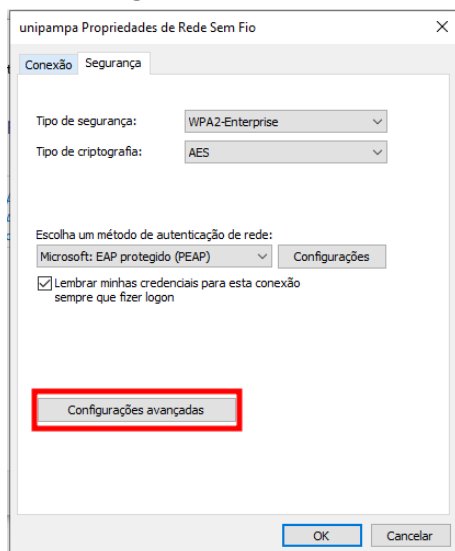 unipampa Propriedades de Rede Sem Fio
Conexão Segurança
Tipo de segurança: WPA2-Enterprise
Tipo de criptografia: AES
Escolha um método de autenticação de rede:
Microsoft: EAP protegido (PEAP) Configurações
Lembrar minhas credenciais para esta conexão
sempre que fizer logon
Configurações avançadas
OK Cancelar